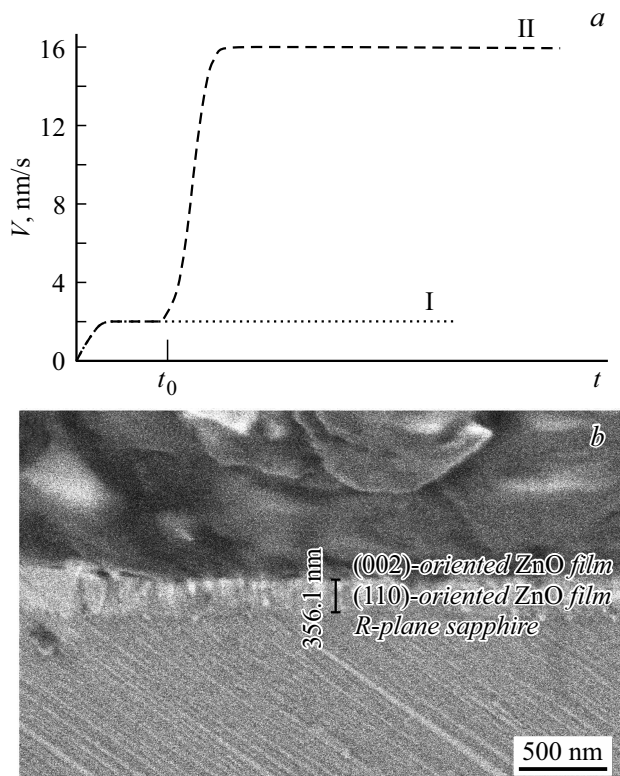 II
a
16
12
8
4
0
V, nm/s
I
t₀
t
b
356.1 nm
(002)-oriented ZnO film
(110)-oriented ZnO film
R-plane sapphire
500 nm